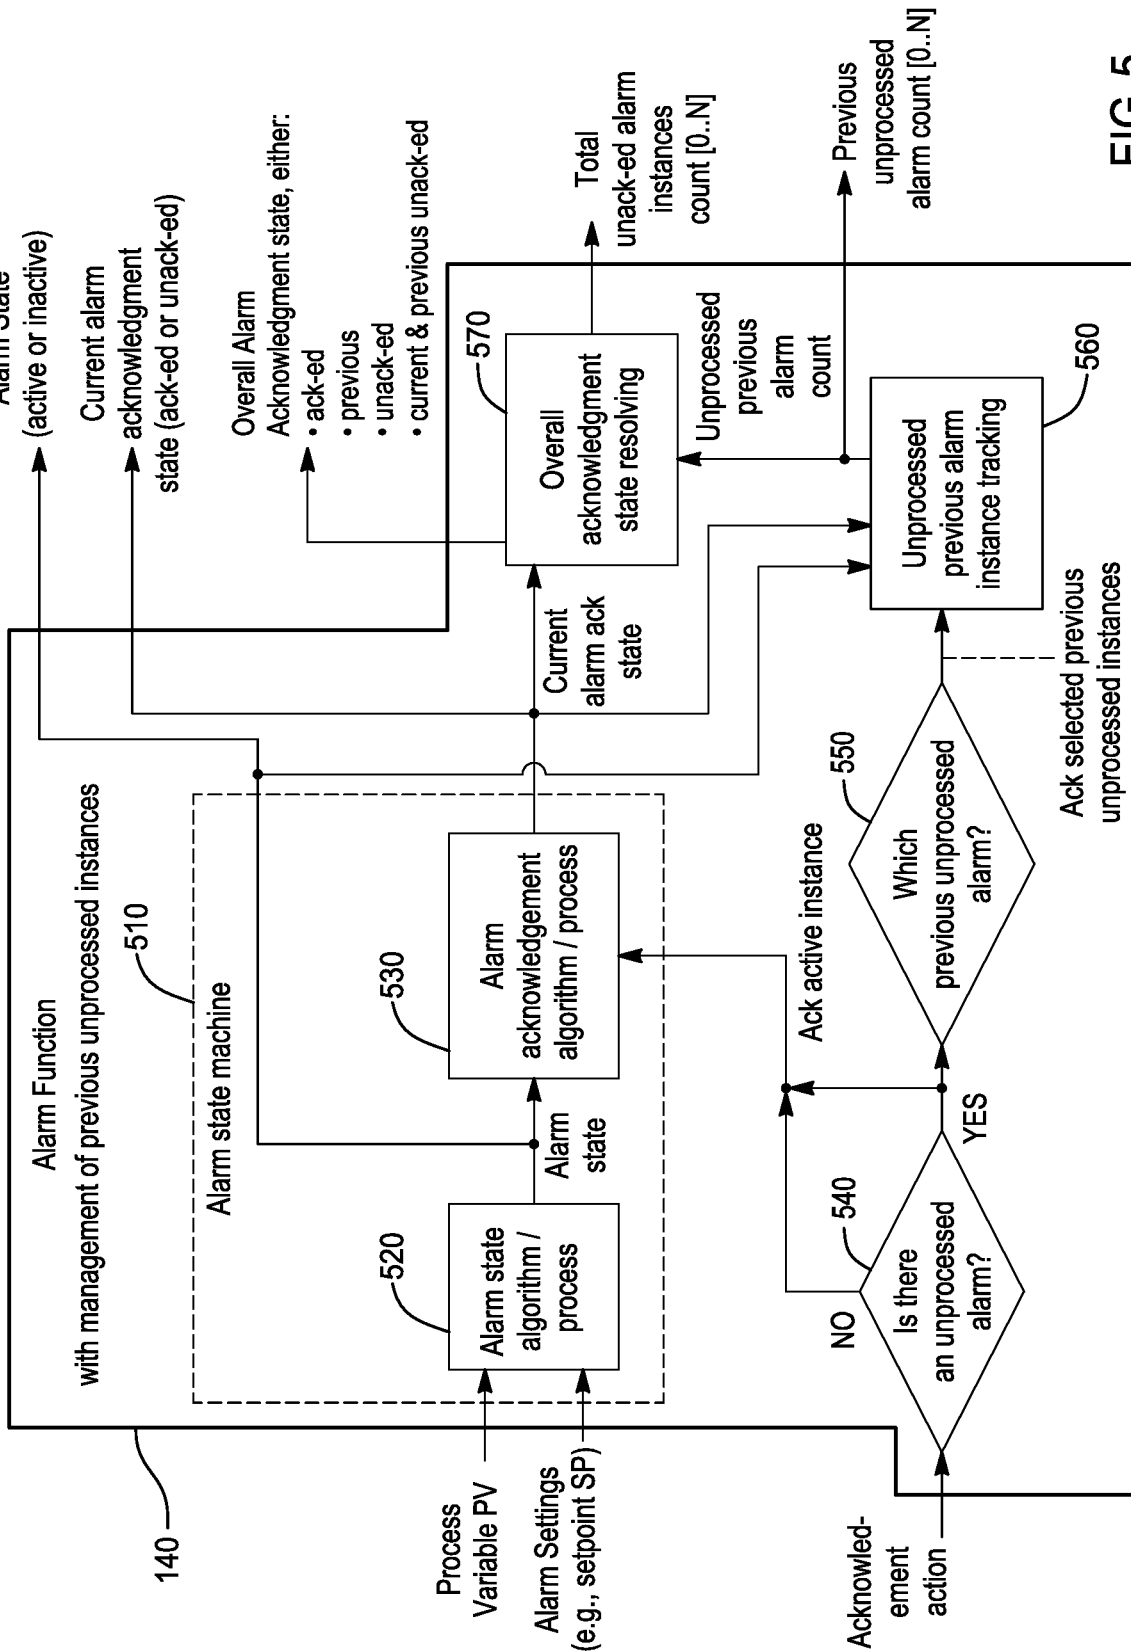 Alarm Function
with management of previous unprocessed instances
140
510
Alarm state machine
Process
Variable PV
Alarm Settings
(e.g., setpoint SP)
520
Alarm state
algorithm /
process
Alarm
state
530
Alarm
acknowledgement
algorithm / process
Current
alarm ack
state
Alarm State
(active or inactive)
Current alarm
acknowledgment
state (ack-ed or unack-ed)
Overall Alarm
Acknowledgment state, either:
• ack-ed
• previous
• unack-ed
• current & previous unack-ed
570
Overall
acknowledgment
state resolving
Total
unack-ed alarm
instances
count [0..N]
Unprocessed
previous
alarm
count
Previous
unprocessed
alarm count [0..N]
Acknowled-
ement
action
540
Is there
an unprocessed
alarm?
NO
YES
Ack active instance
550
Which
previous unprocessed
alarm?
Ack selected previous
unprocessed instances
560
Unprocessed
previous alarm
instance tracking
FIG. 5